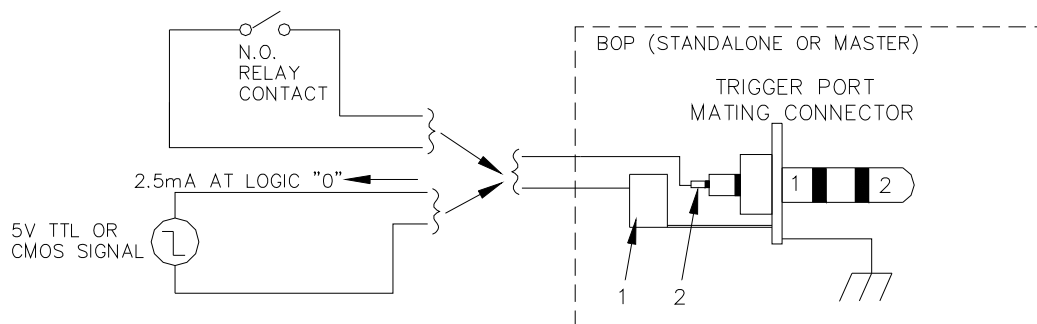 N.O.
RELAY
CONTACT
BOP (STANDALONE OR MASTER)
TRIGGER PORT
MATING CONNECTOR
2.5mA AT LOGIC "0"
1
2
5V TTL OR
CMOS SIGNAL
1
2